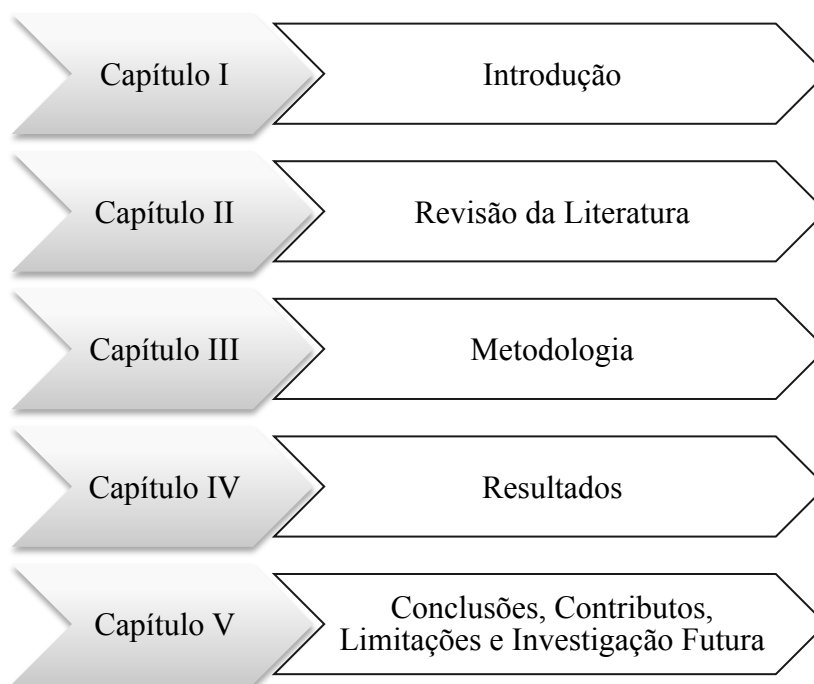 Capítulo I
Introdução
Capítulo II
Revisão da Literatura
Capítulo III
Metodologia
Capítulo IV
Resultados
Capítulo V
Conclusões, Contributos,
Limitações e Investigação Futura